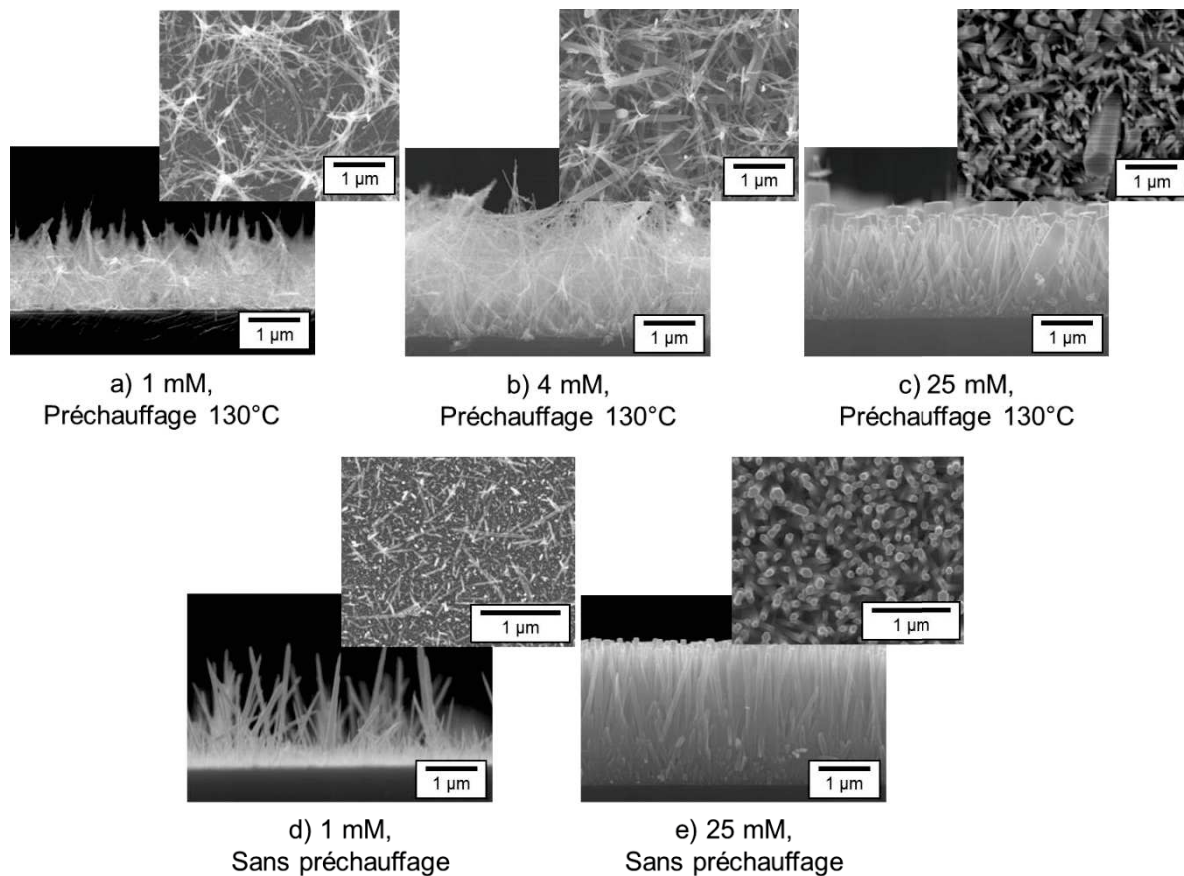 1 µm
1 µm
1 µm
1 µm
1 µm
1 µm
a) 1 mM,
Préchauffage 130°C
b) 4 mM,
Préchauffage 130°C
c) 25 mM,
Préchauffage 130°C
1 µm
1 µm
1 µm
1 µm
d) 1 mM,
Sans préchauffage
e) 25 mM,
Sans préchauffage